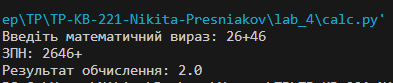 ep\TP\TP-KB-221-Nikita-Presniakov\lab_4\calc.py'
Введіть математичний вираз: 26+46
ЗПН: 2646+
Результат обчислення: 2.0